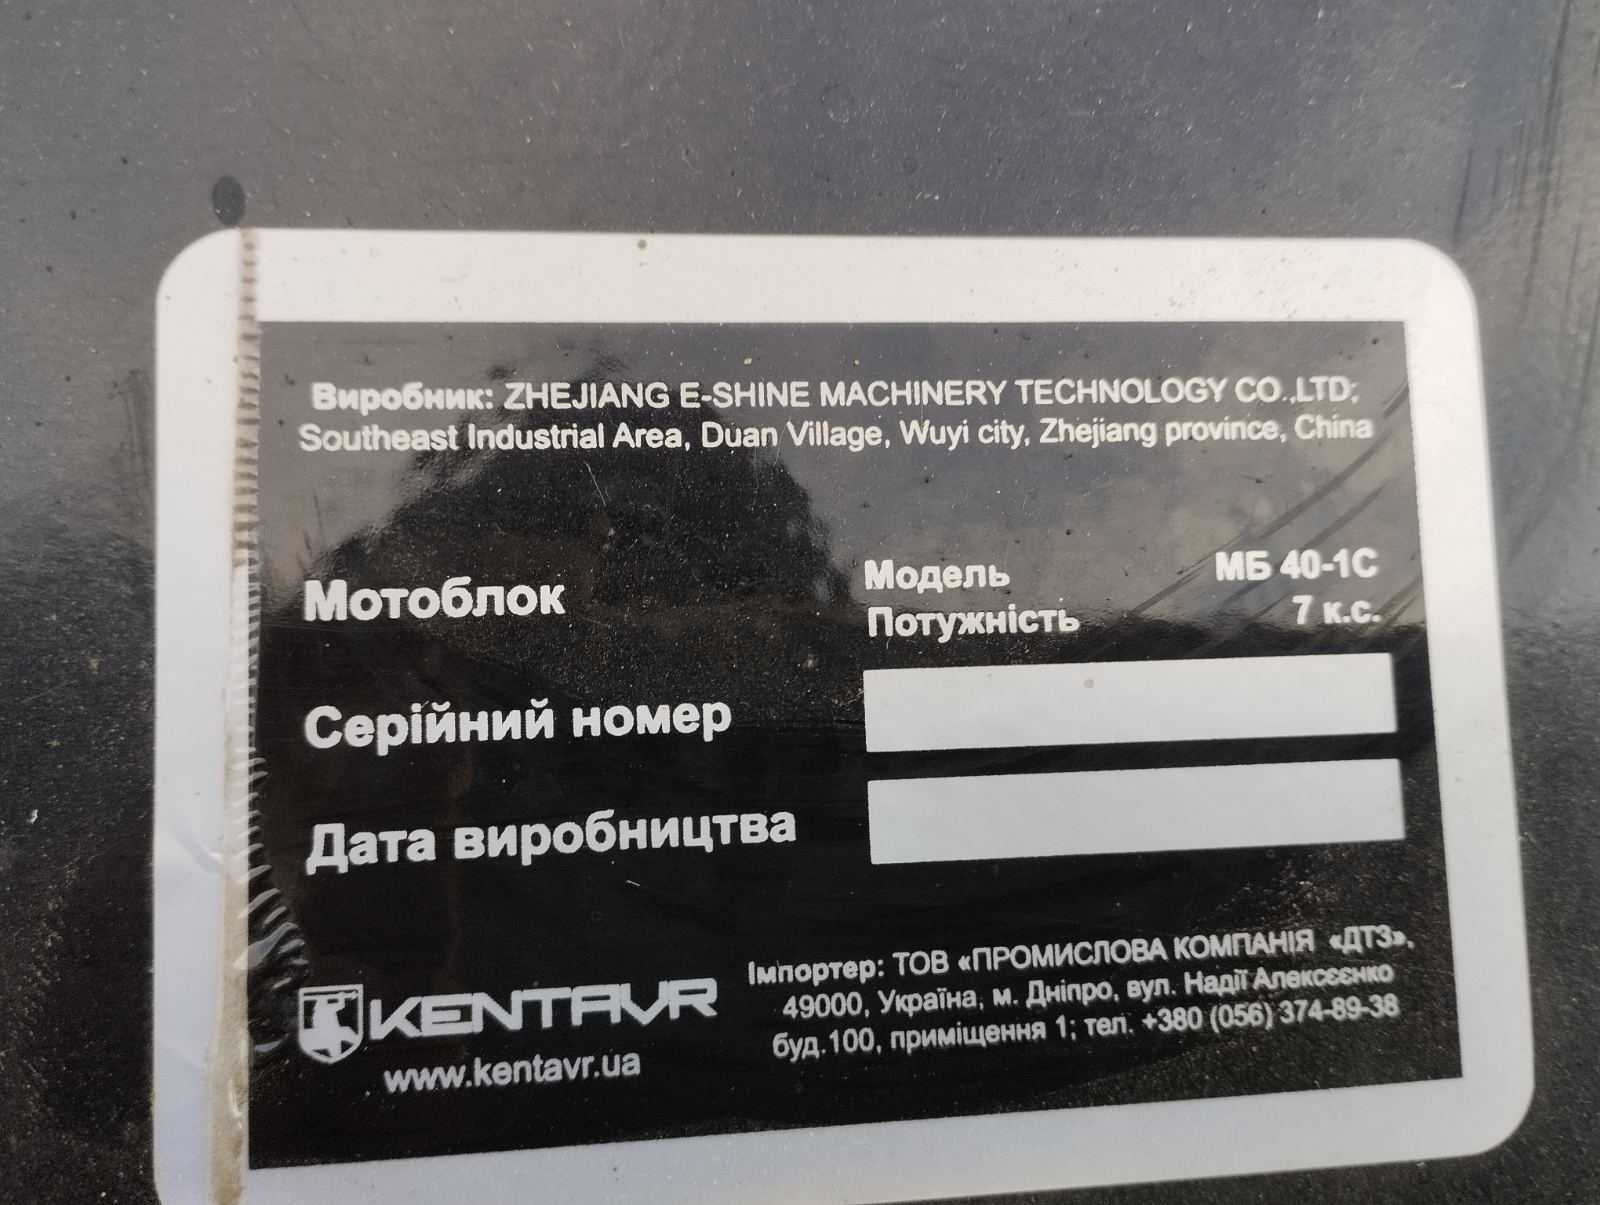 Виробник: ZHEJIANG E-SHINE MACHINERY TECHNOLOGY CO.,LTD;
Southeast Industrial Area, Duan Village, Wuyi city, Zhejiang province, China
Мотоблок
Модель МБ 40-1С
Потужність 7 к.с.
Серійний номер
Дата виробництва
KENTAVR
www.kentavr.ua
Імпортер: ТОВ «ПРОМИСЛОВА КОМПАНІЯ «ДТЗ»,
49000, Україна, м. Дніпро, вул. Надії Алексєєнко
буд.100, приміщення 1; тел. +380 (056) 374-89-38